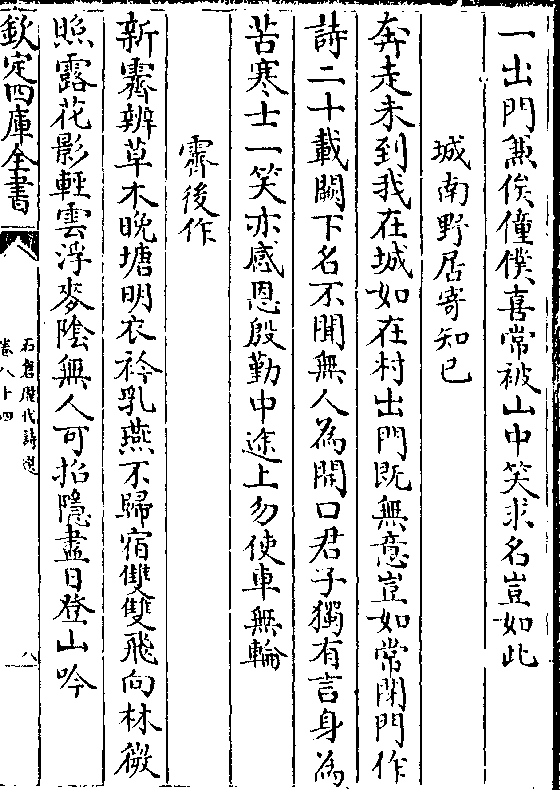 一出門兼俟僮僕喜常被山中笑求名豈如此
城南野居寄知已
奔走未到我在城如在村出門既無意豈如常閉門作
詩二十載闕下名不聞無人為開口君子獨有言身為
苦寒士一笑亦感恩殷勤中途上勿使車無輪
霽後作
新霽辨草木晚塘明衣衿乳燕不歸宿雙雙飛向林微
照露花影輕雲浮麥陰無人可招隱盡日登山吟
欽定四庫全書
石倉歷代詩選
卷八十四
八